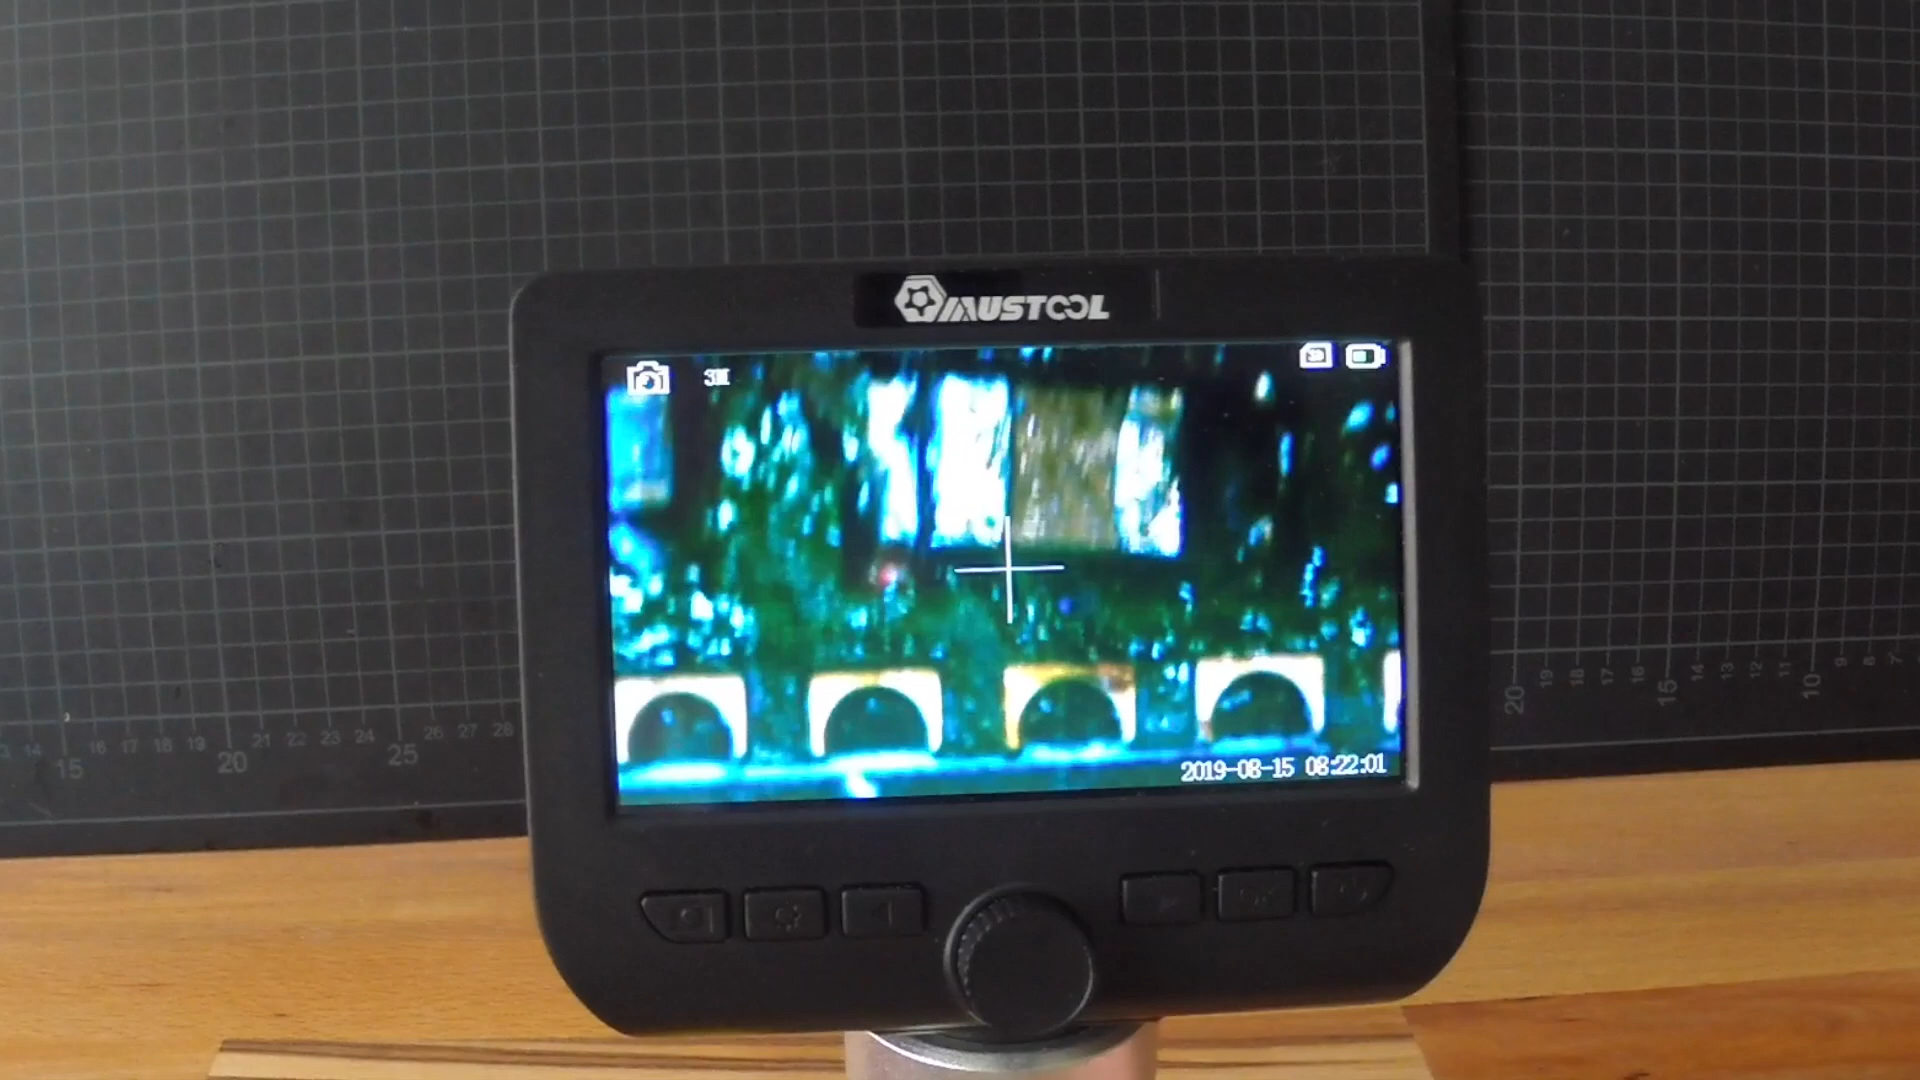 MUSTOOL
3M
2019-08-15 08:22:01
20 19 18 17 16 15 14 13 12 11 10 9 8 7
14 15 16 17 18 19 20 21 22 23 24 25 26 27 28